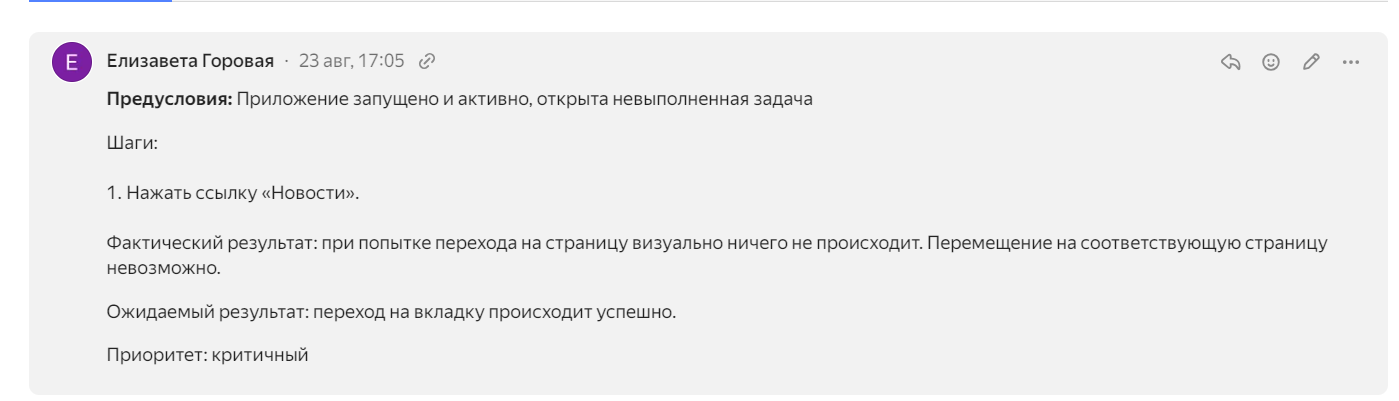 Е
Елизавета Горовая · 23 авг, 17:05
Предусловия: Приложение запущено и активно, открыта невыполненная задача
Шаги:
1. Нажать ссылку «Новости».
Фактический результат: при попытке перехода на страницу визуально ничего не происходит. Перемещение на соответствующую страницу
невозможно.
Ожидаемый результат: переход на вкладку происходит успешно.
Приоритет: критичный